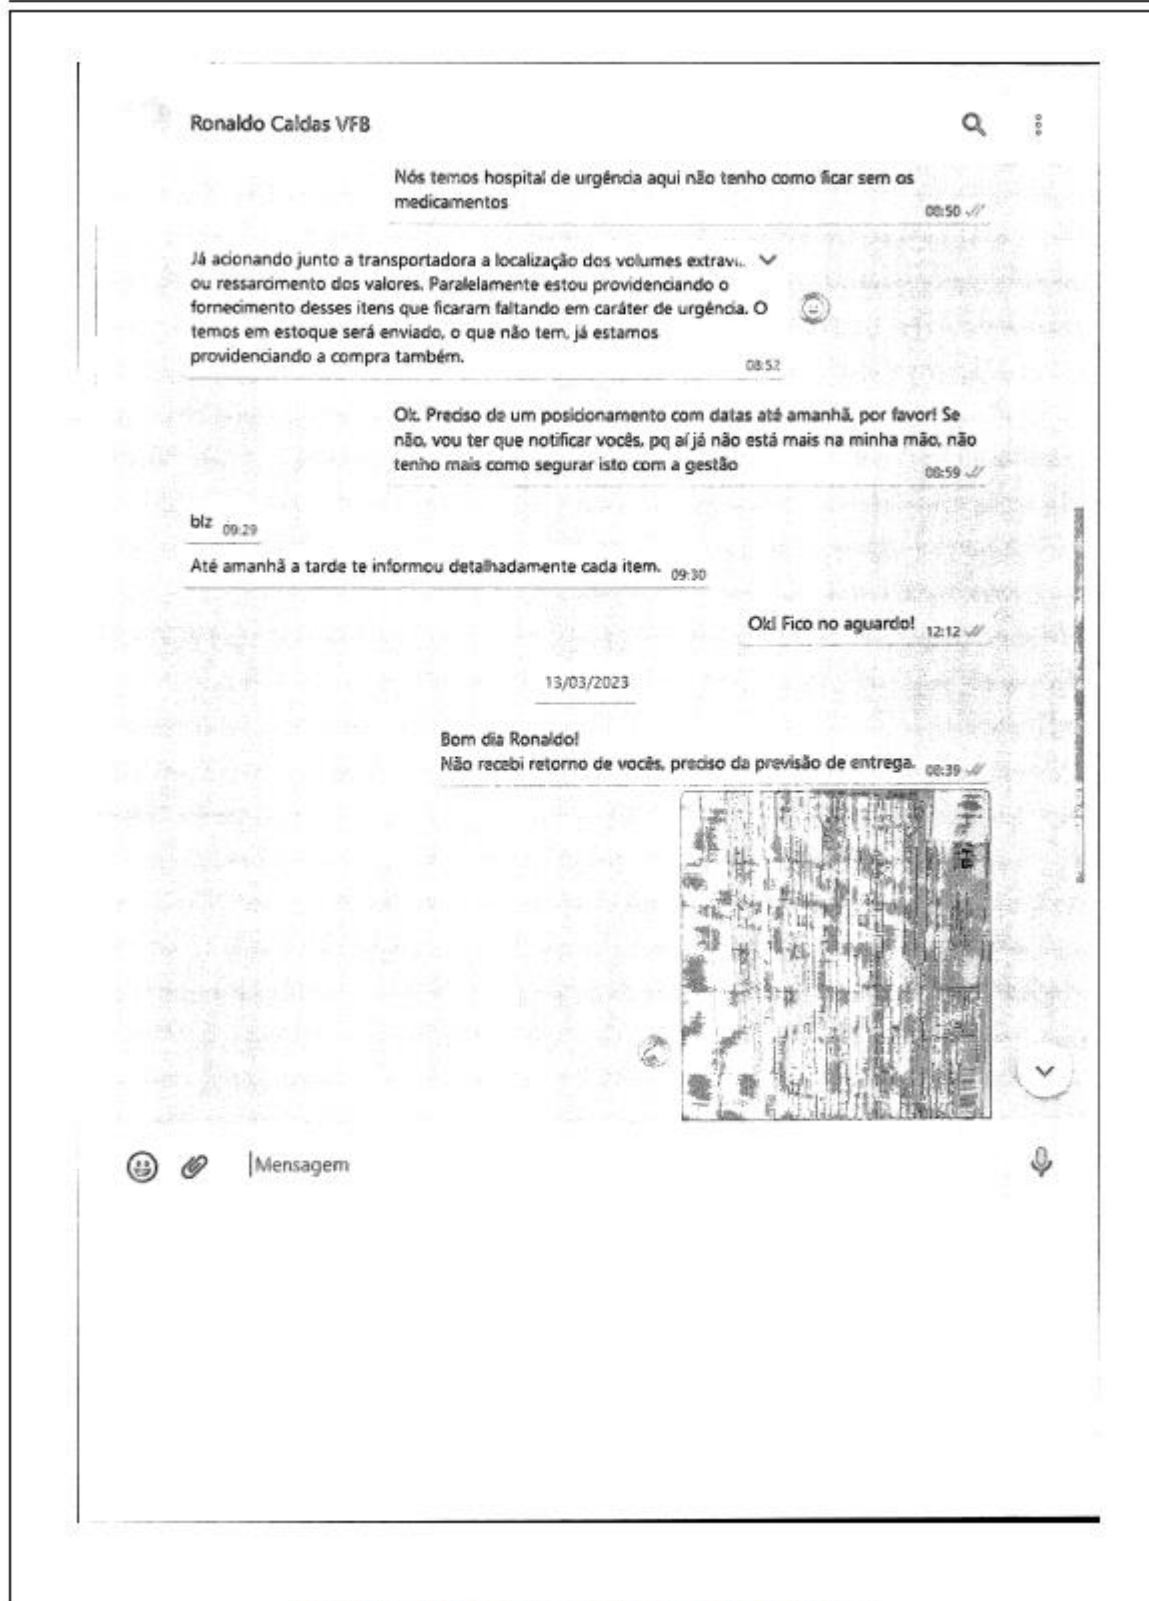 Ronaldo Caldas VFB
Nós temos hospital de urgência aqui não tenho como ficar sem os
medicamentos
08:50
Já acionando junto a transportadora a localização dos volumes extravi..
ou ressarcimento dos valores. Paralelamente estou providenciando o
fornecimento desses itens que ficaram faltando em caráter de urgência. O
temos em estoque será enviado, o que não tem, já estamos
providenciando a compra também.
08:52
Ok. Preciso de um posicionamento com datas até amanhã, por favor! Se
não, vou ter que notificar vocês, pq aí já não está mais na minha mão, não
tenho mais como segurar isto com a gestão
08:59
blz 09:29
Até amanhã a tarde te informou detalhadamente cada item. 09:30
Ok! Fico no aguardo! 12:12
13/03/2023
Bom dia Ronaldo!
Não recebi retorno de vocês, preciso da previsão de entrega. 08:39
VFB
Mensagem